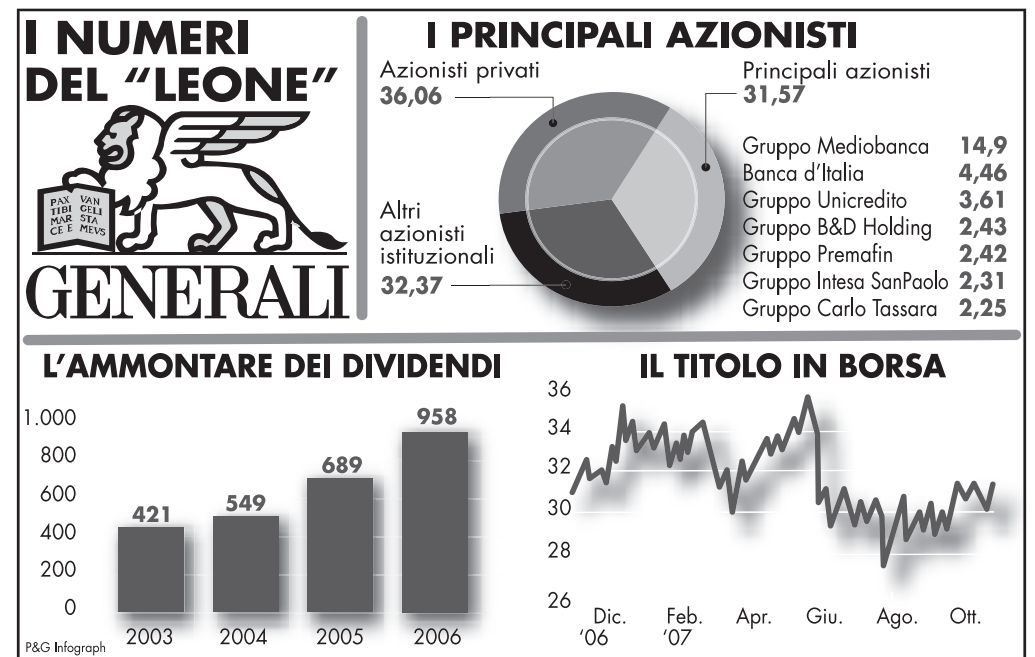 I NUMERI
DEL “LEONE”
PAX
TIBI
MAR
CE E
VAN
GELI
STA
MEVS
GENERALI
I PRINCIPALI AZIONISTI
Azionisti privati
36,06
Altri
azionisti
istituzionali
32,37
Principali azionisti
31,57
Gruppo Mediobanca 14,9
Banca d’Italia 4,46
Gruppo Unicredito 3,61
Gruppo B&D Holding 2,43
Gruppo Premafin 2,42
Gruppo Intesa SanPaolo 2,31
Gruppo Carlo Tassara 2,25
L’AMMONTARE DEI DIVIDENDI
1.000
800
600
400
200
0
421
549
689
958
2003 2004 2005 2006
P&G Infograph
IL TITOLO IN BORSA
36
34
32
30
28
26
Dic. Feb. Apr. Giu. Ago. Ott.
’06 ’07